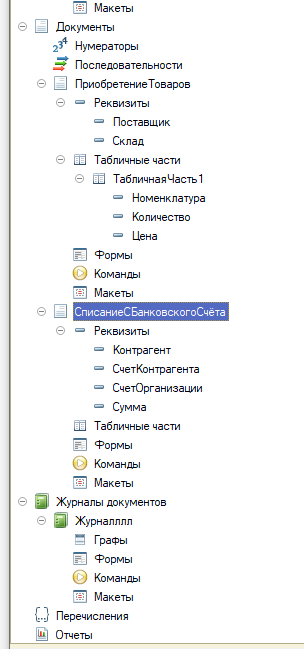 Макеты
Документы
Нумераторы
Последовательности
ПриобретениеТоваров
Реквизиты
Поставщик
Склад
Табличные части
ТабличнаяЧасть1
Номенклатура
Количество
Цена
Формы
Команды
Макеты
СписаниеСБанковскогоСчёта
Реквизиты
Контрагент
СчетКонтрагента
СчетОрганизации
Сумма
Табличные части
Формы
Команды
Макеты
Журналы документов
Журналллл
Графы
Формы
Команды
Макеты
Перечисления
Отчеты